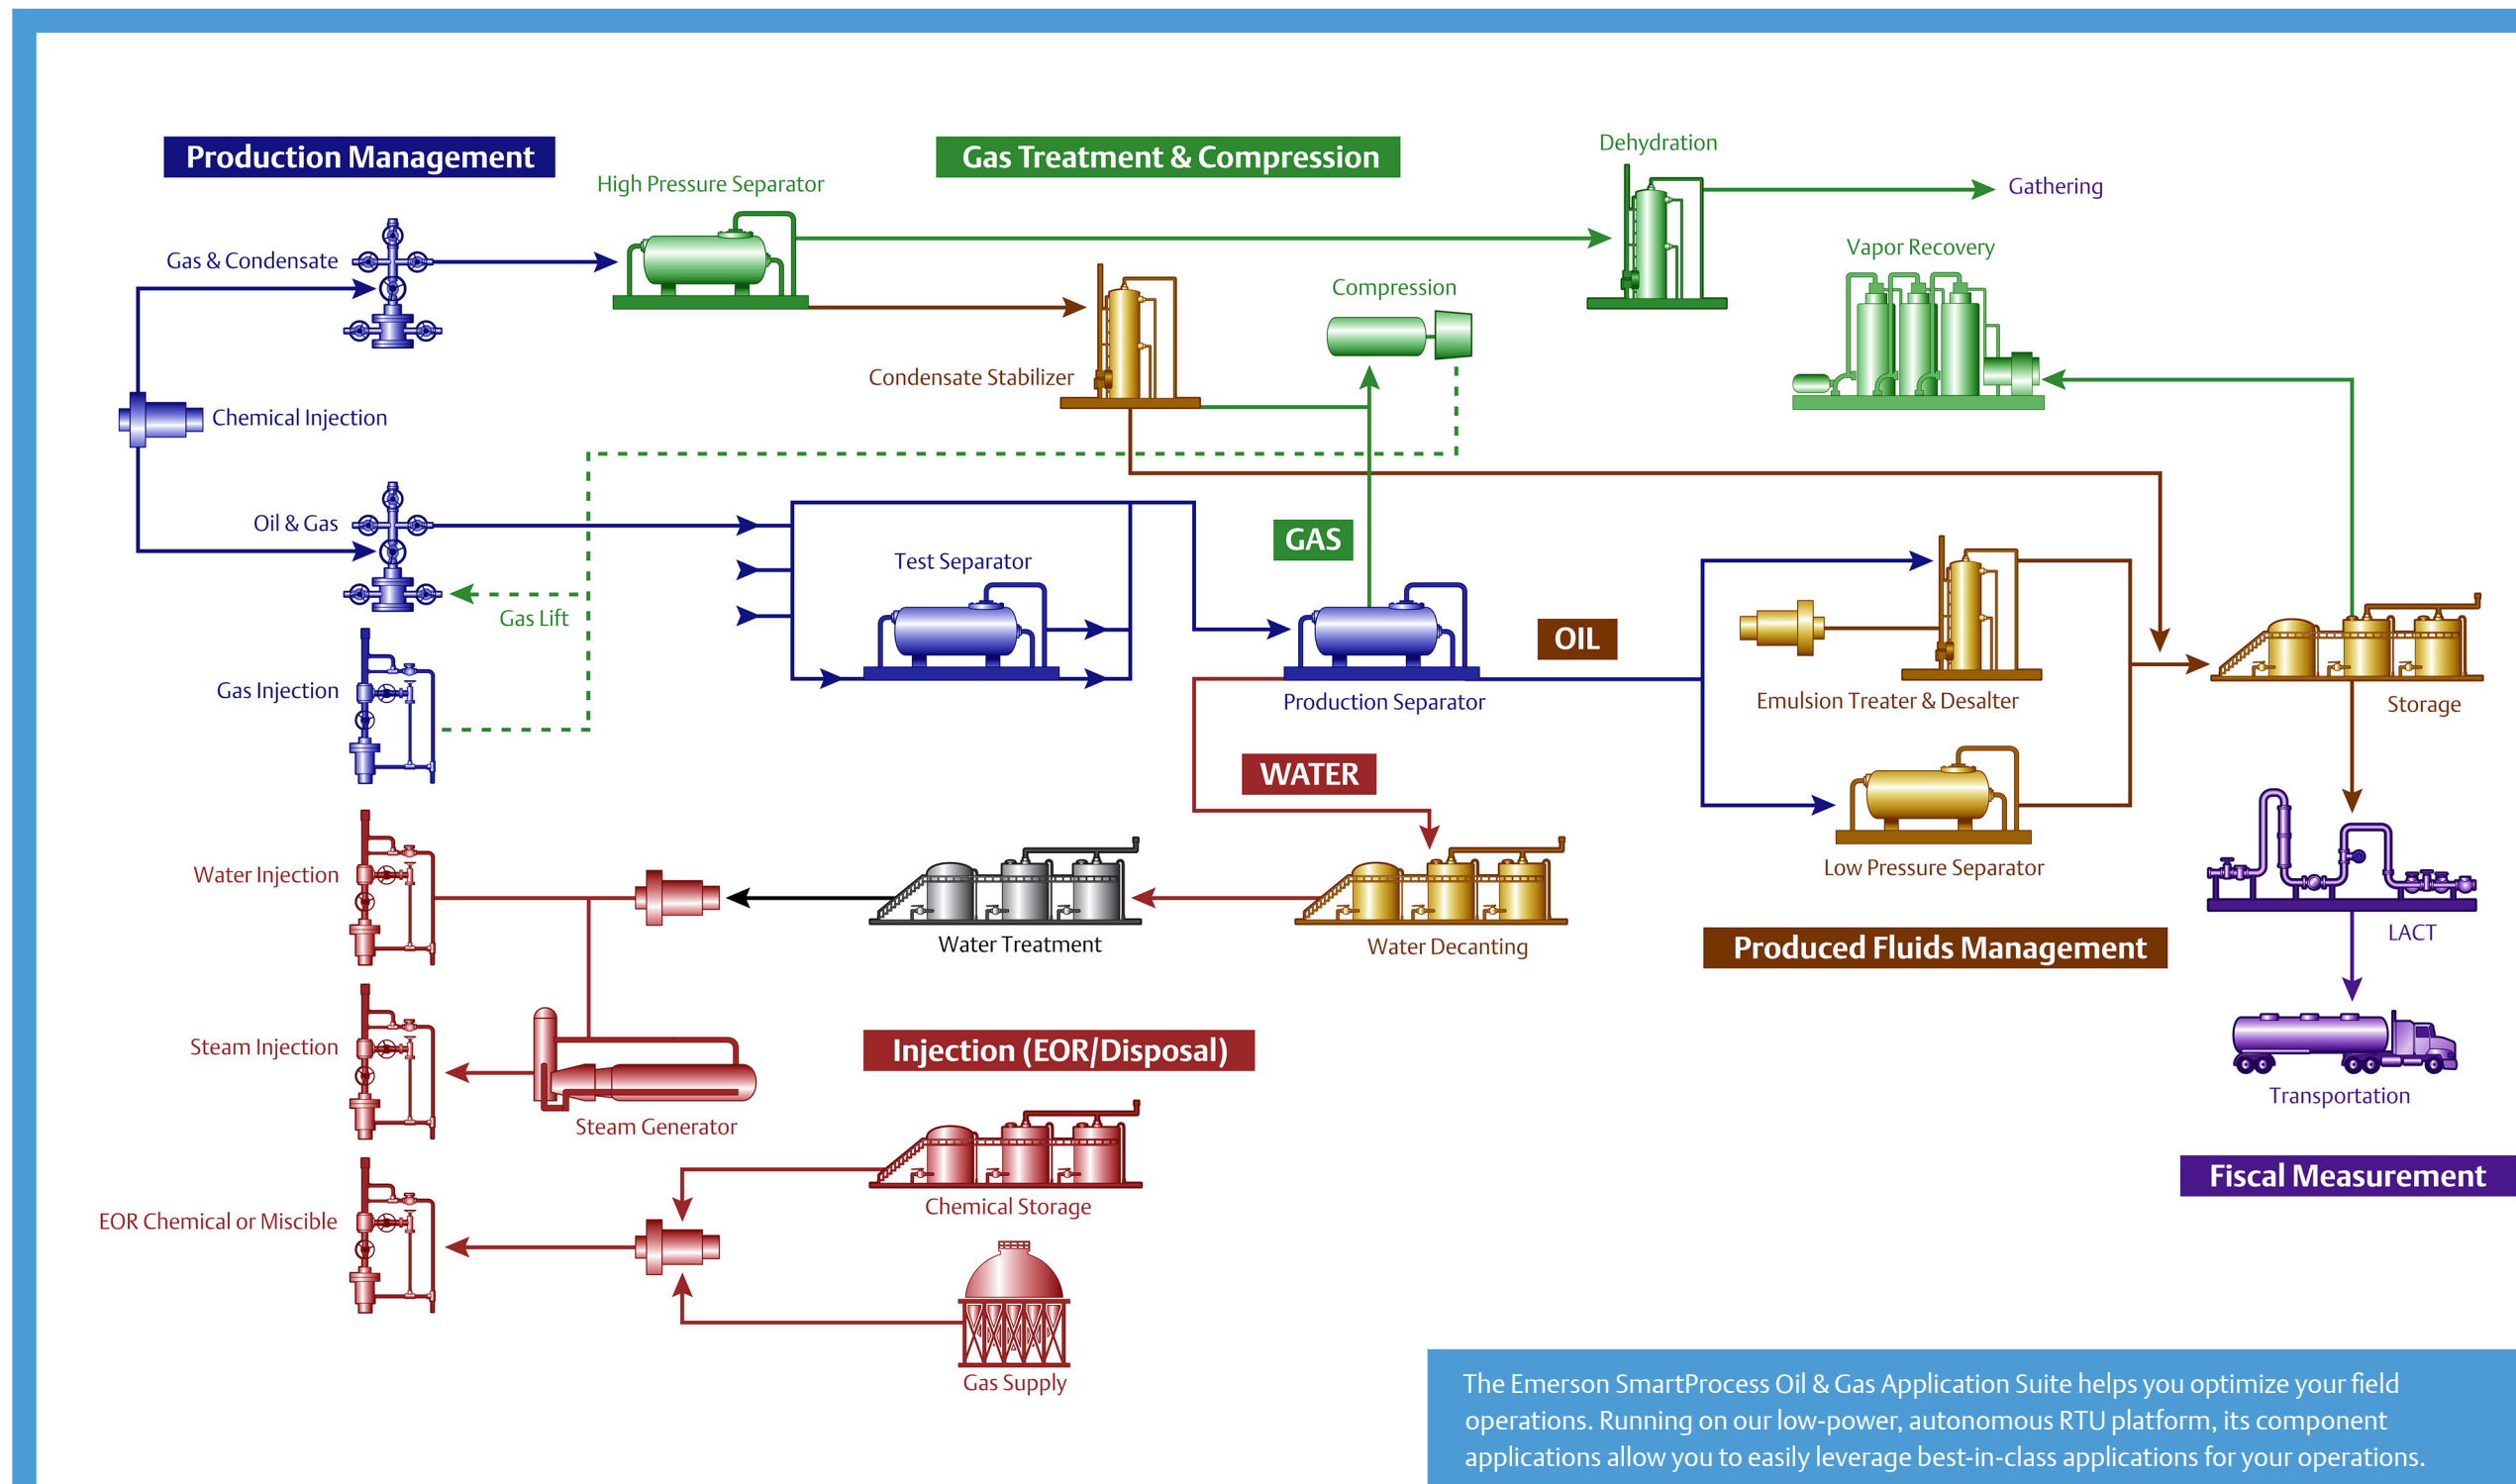 Production Management
Gas Treatment & Compression
Dehydration
High Pressure Separator
Gathering
Vapor Recovery
Gas & Condensate
Compression
Condensate Stabilizer
Chemical Injection
Oil & Gas
GAS
Test Separator
Gas Lift
OIL
Gas Injection
Production Separator
Emulsion Treater & Desalter
Storage
WATER
Low Pressure Separator
Water Injection
Water Treatment
Water Decanting
Produced Fluids Management
LACT
Steam Injection
Injection (EOR/Disposal)
Transportation
Steam Generator
Fiscal Measurement
Chemical Storage
EOR Chemical or Miscible
Gas Supply
The Emerson SmartProcess Oil & Gas Application Suite helps you optimize your field
operations. Running on our low-power, autonomous RTU platform, its component
applications allow you to easily leverage best-in-class applications for your operations.